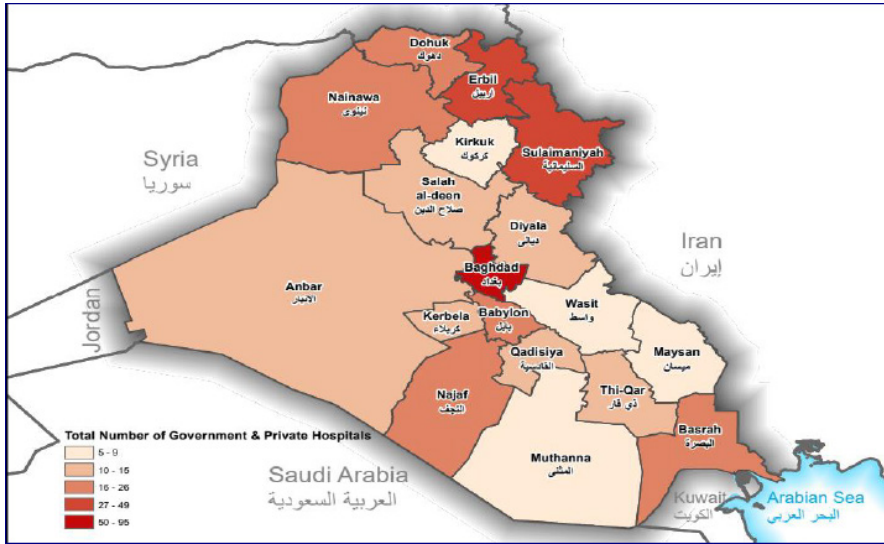 Dohuk
دهوك
Erbil
اربيل
Nainawa
نينوى
Kirkuk
كركوك
Sulaimaniyah
السليمانية
Syria
سوريا
Salah
al-deen
صلاح الدين
Diyala
ديالى
Iran
إيران
Baghdad
بغداد
Anbar
الانبار
Jordan
Wasit
واسط
Kerbela
كربلاء
Babylon
بابل
Qadisiya
القادسية
Maysan
ميسان
Najaf
النجف
Thi-Qar
ذي قار
Basrah
البصرة
Muthanna
المثنى
Total Number of Government & Private Hospitals
5 - 9
10 - 15
16 - 26
27 - 49
50 - 95
Saudi Arabia
العربية السعودية
Kuwait
الكويت
Arabian Sea
البحر العربي